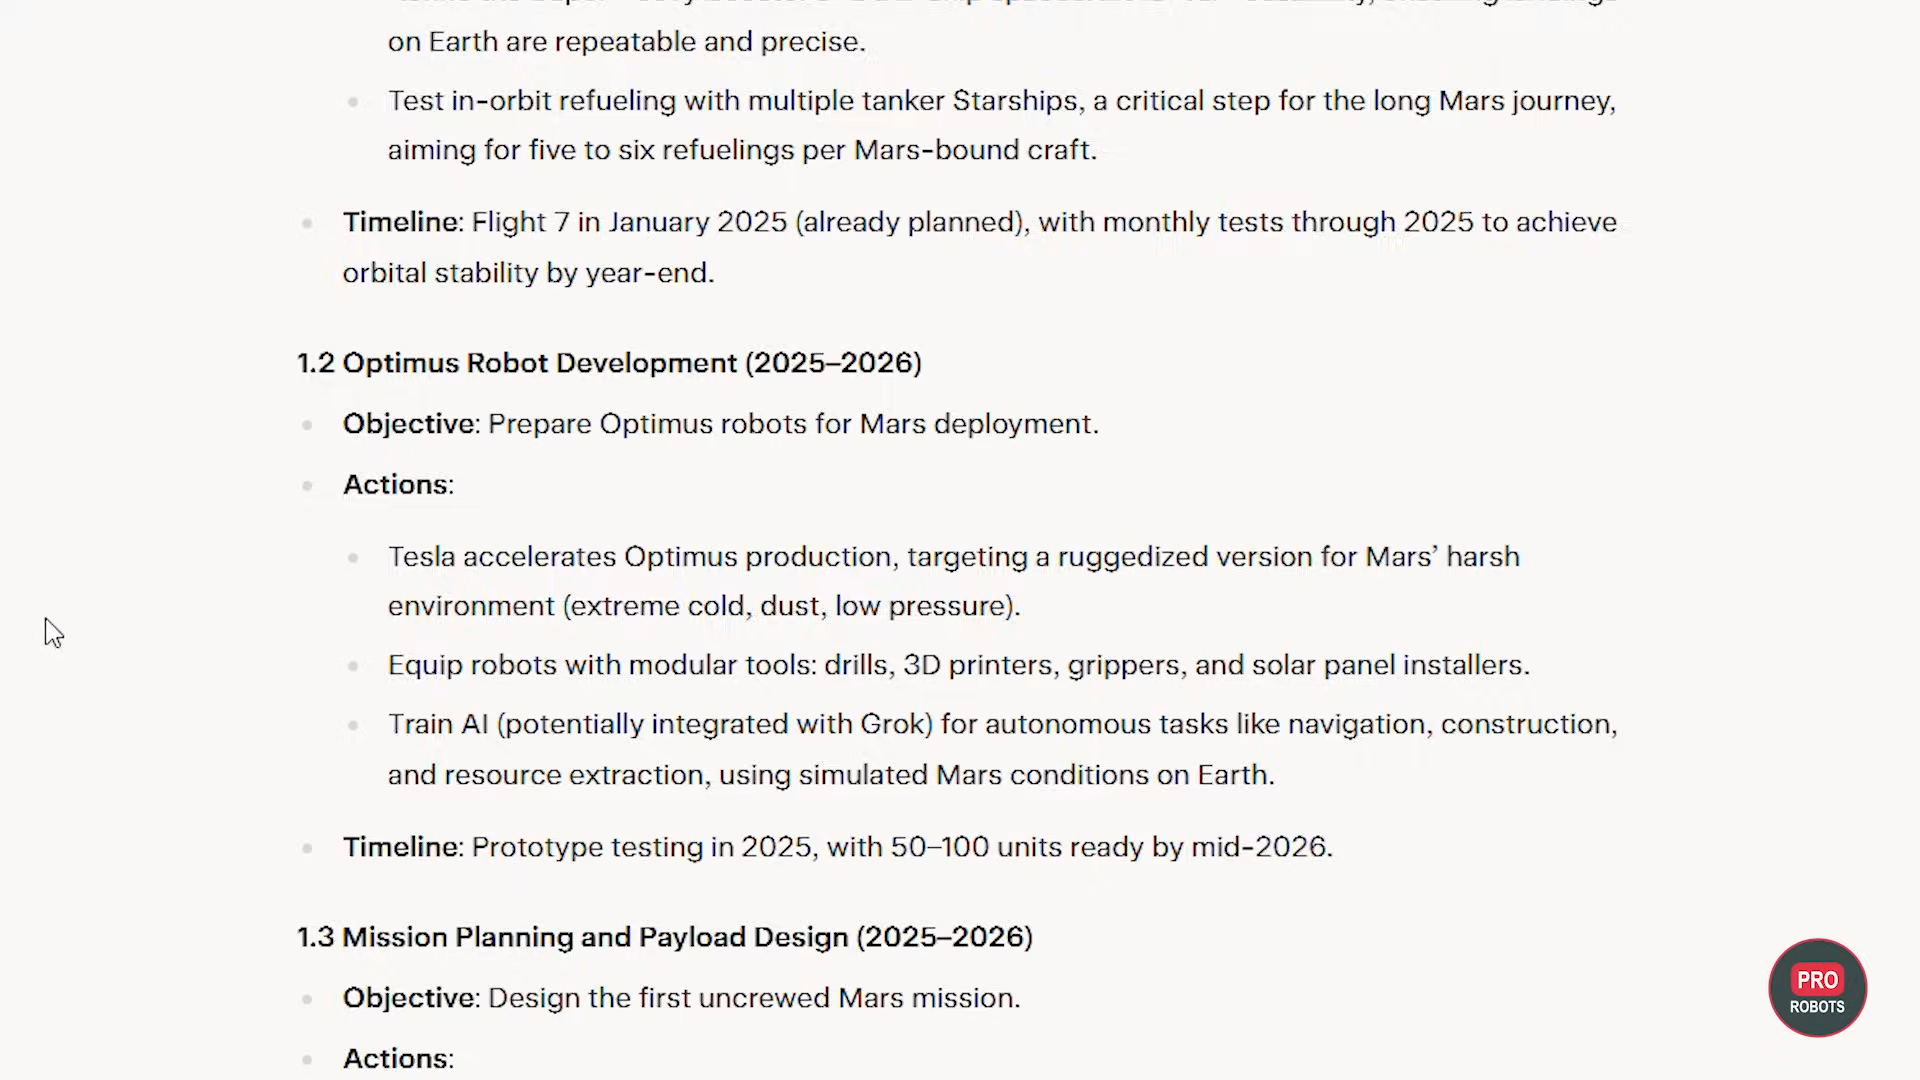 on Earth are repeatable and precise.
Test in-orbit refueling with multiple tanker Starships, a critical step for the long Mars journey,
aiming for five to six refuelings per Mars-bound craft.
Timeline: Flight 7 in January 2025 (already planned), with monthly tests through 2025 to achieve
orbital stability by year-end.
1.2 Optimus Robot Development (2025–2026)
Objective: Prepare Optimus robots for Mars deployment.
Actions:
Tesla accelerates Optimus production, targeting a ruggedized version for Mars’ harsh
environment (extreme cold, dust, low pressure).
Equip robots with modular tools: drills, 3D printers, grippers, and solar panel installers.
Train AI (potentially integrated with Grok) for autonomous tasks like navigation, construction,
and resource extraction, using simulated Mars conditions on Earth.
Timeline: Prototype testing in 2025, with 50–100 units ready by mid-2026.
1.3 Mission Planning and Payload Design (2025–2026)
Objective: Design the first uncrewed Mars mission.
Actions:
PRO
ROBOTS